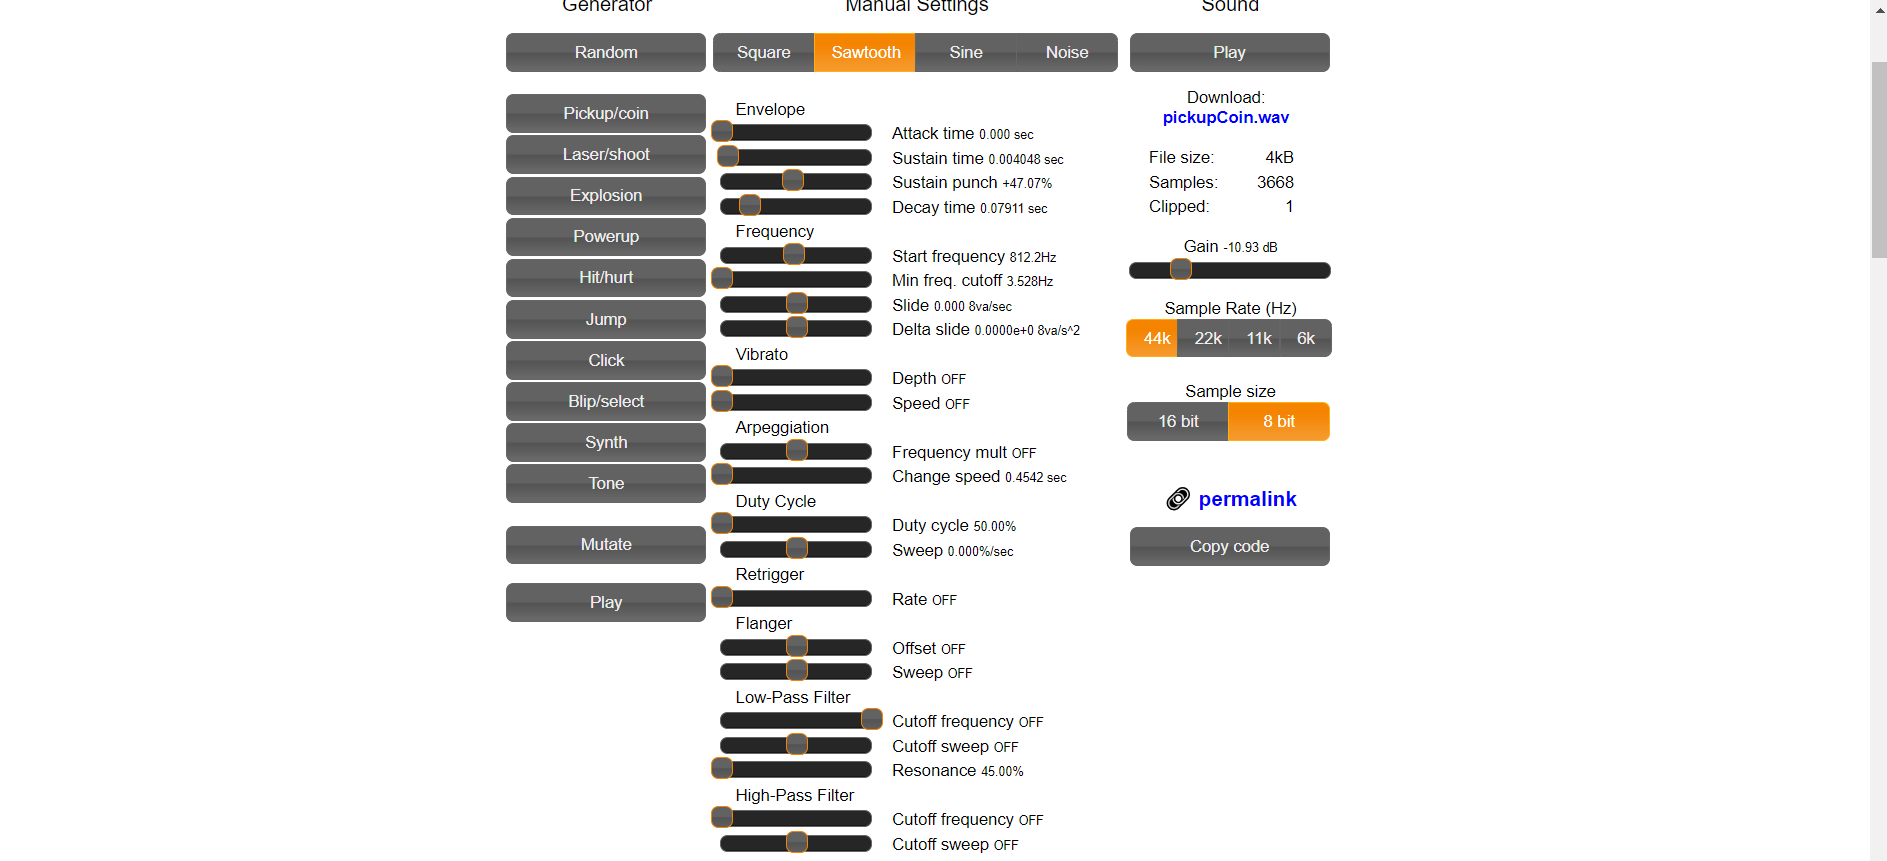 Generator
Manual Settings
Sound
Random
Square
Sawtooth
Sine
Noise
Play
Pickup/coin
Laser/shoot
Explosion
Powerup
Hit/hurt
Jump
Click
Blip/select
Synth
Tone
Mutate
Play
Envelope
Attack time 0.000 sec
Sustain time 0.004048 sec
Sustain punch +47.07%
Decay time 0.07911 sec
Frequency
Start frequency 812.2Hz
Min freq. cutoff 3.528Hz
Slide 0.000 8va/sec
Delta slide 0.0000e+0 8va/s^2
Vibrato
Depth OFF
Speed OFF
Arpeggiation
Frequency mult OFF
Change speed 0.4542 sec
Duty Cycle
Duty cycle 50.00%
Sweep 0.000%/sec
Retrigger
Rate OFF
Flanger
Offset OFF
Sweep OFF
Low-Pass Filter
Cutoff frequency OFF
Cutoff sweep OFF
Resonance 45.00%
High-Pass Filter
Cutoff frequency OFF
Cutoff sweep OFF
Download:
pickupCoin.wav
File size: 4kB
Samples: 3668
Clipped: 1
Gain -10.93 dB
Sample Rate (Hz)
44k 22k 11k 6k
Sample size
16 bit 8 bit
permalink
Copy code